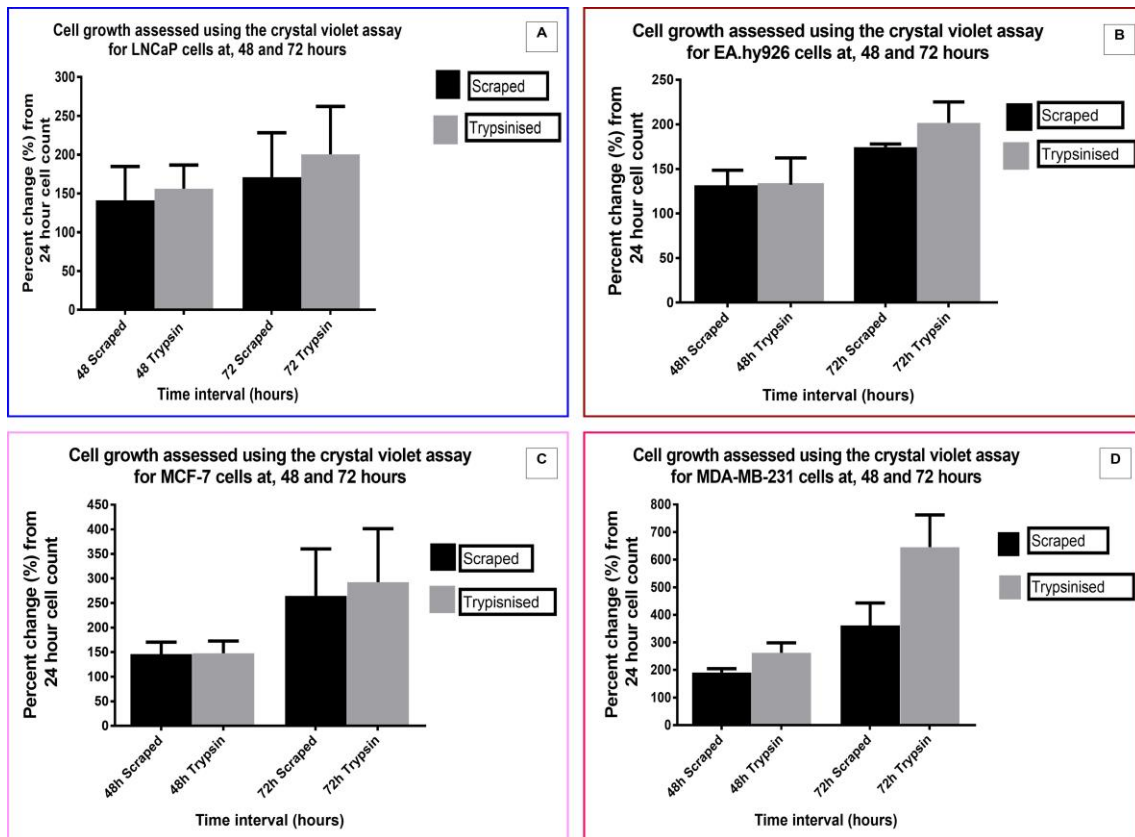 Cell growth assessed using the crystal violet assay
for LNCaP cells at, 48 and 72 hours
A
Percent change (%) from
24 hour cell count
300
250
200
150
100
50
0
48 Scraped
48 Trypsin
72 Scraped
72 Trypsin
Time interval (hours)
Scraped
Trypsinised
Cell growth assessed using the crystal violet assay
for EA.hy926 cells at, 48 and 72 hours
B
Percent change (%) from
24 hour cell count
250
200
150
100
50
0
48h Scraped
48h Trypsin
72h Scraped
72h Trypsin
Time interval (hours)
Scraped
Trypsinised
Cell growth assessed using the crystal violet assay
for MCF-7 cells at, 48 and 72 hours
C
Percent change (%) from
24 hour cell count
450
400
350
300
250
200
150
100
50
0
48h Scraped
48h Trypsin
72h Scraped
72h Trypsin
Time interval (hours)
Scraped
Trypisnised
Cell growth assessed using the crystal violet assay
for MDA-MB-231 cells at, 48 and 72 hours
D
Percent change (%) from
24 hour cell count
800
700
600
500
400
300
200
100
0
48h Scraped
48h Trypsin
72h Scraped
72h Trypsin
Time interval (hours)
Scraped
Trypsinised